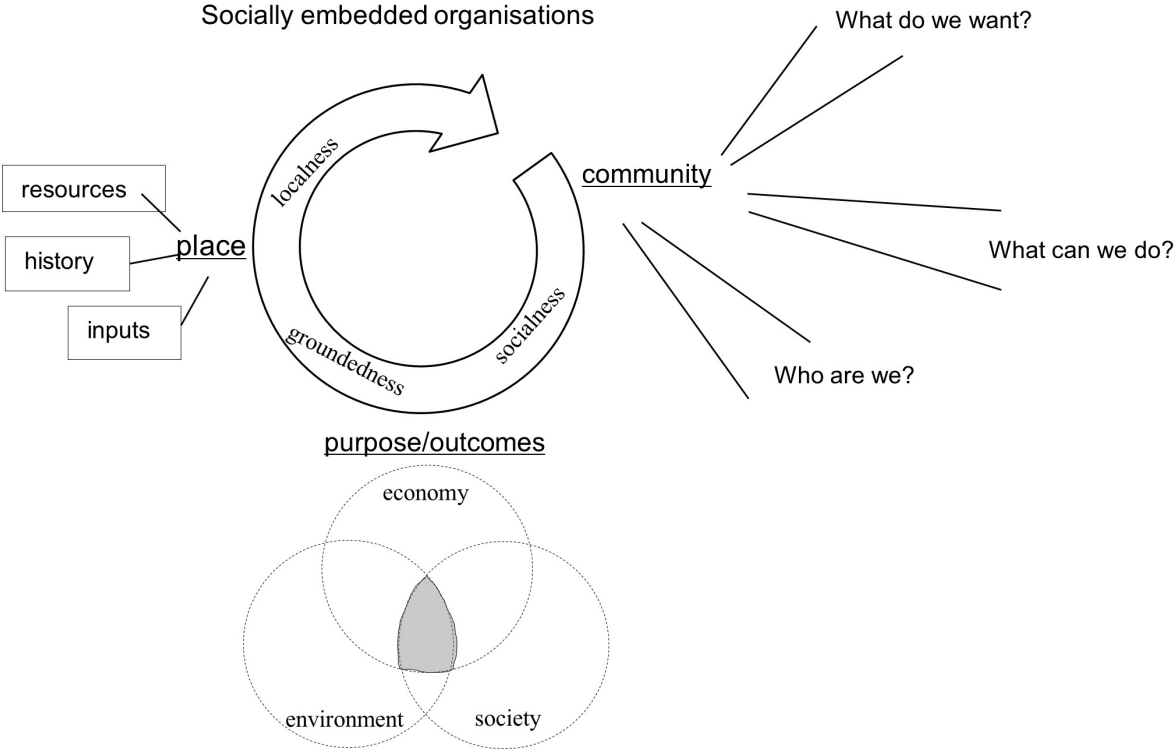 Socially embedded organisations
What do we want?
localness
community
resources
place
history
What can we do?
inputs
groundedness
socialness
Who are we?
purpose/outcomes
economy
environment
society